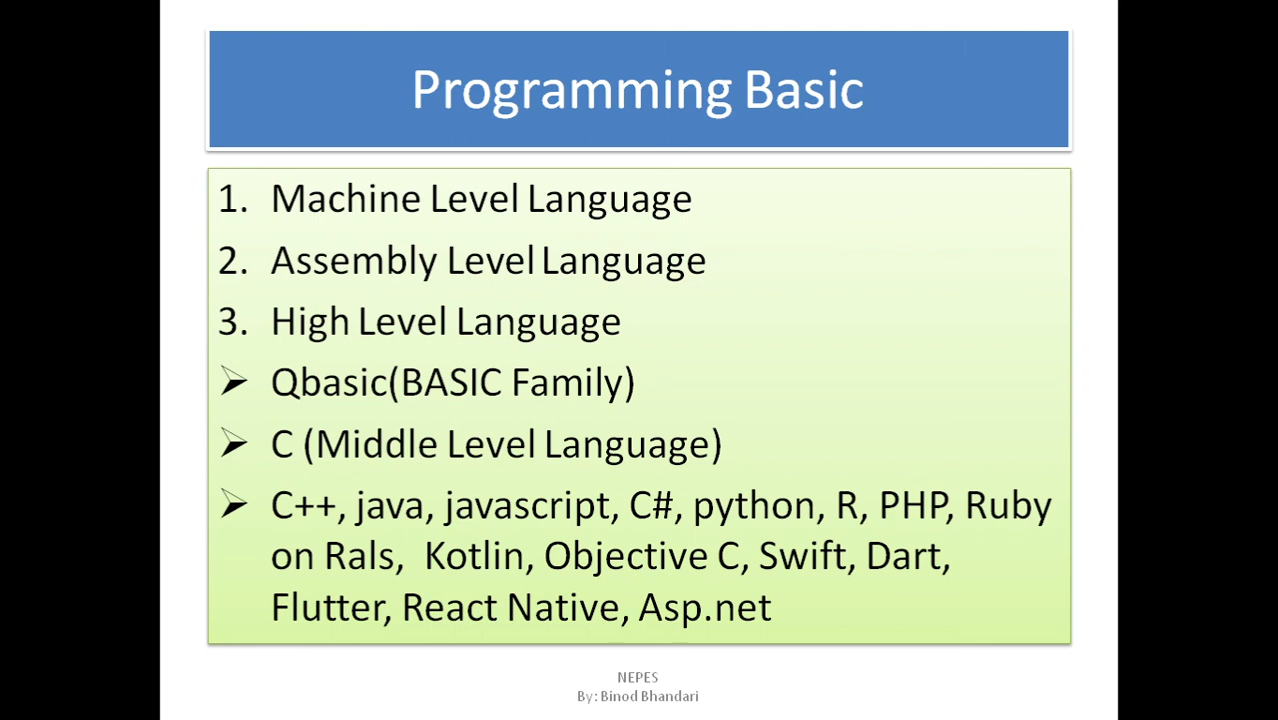 Programming Basic
1. Machine Level Language
2. Assembly Level Language
3. High Level Language
➢ Qbasic(BASIC Family)
➢ C (Middle Level Language)
➢ C++, java, javascript, C#, python, R, PHP, Ruby
on Rals, Kotlin, Objective C, Swift, Dart,
Flutter, React Native, Asp.net
NEPES
By: Binod Bhandari